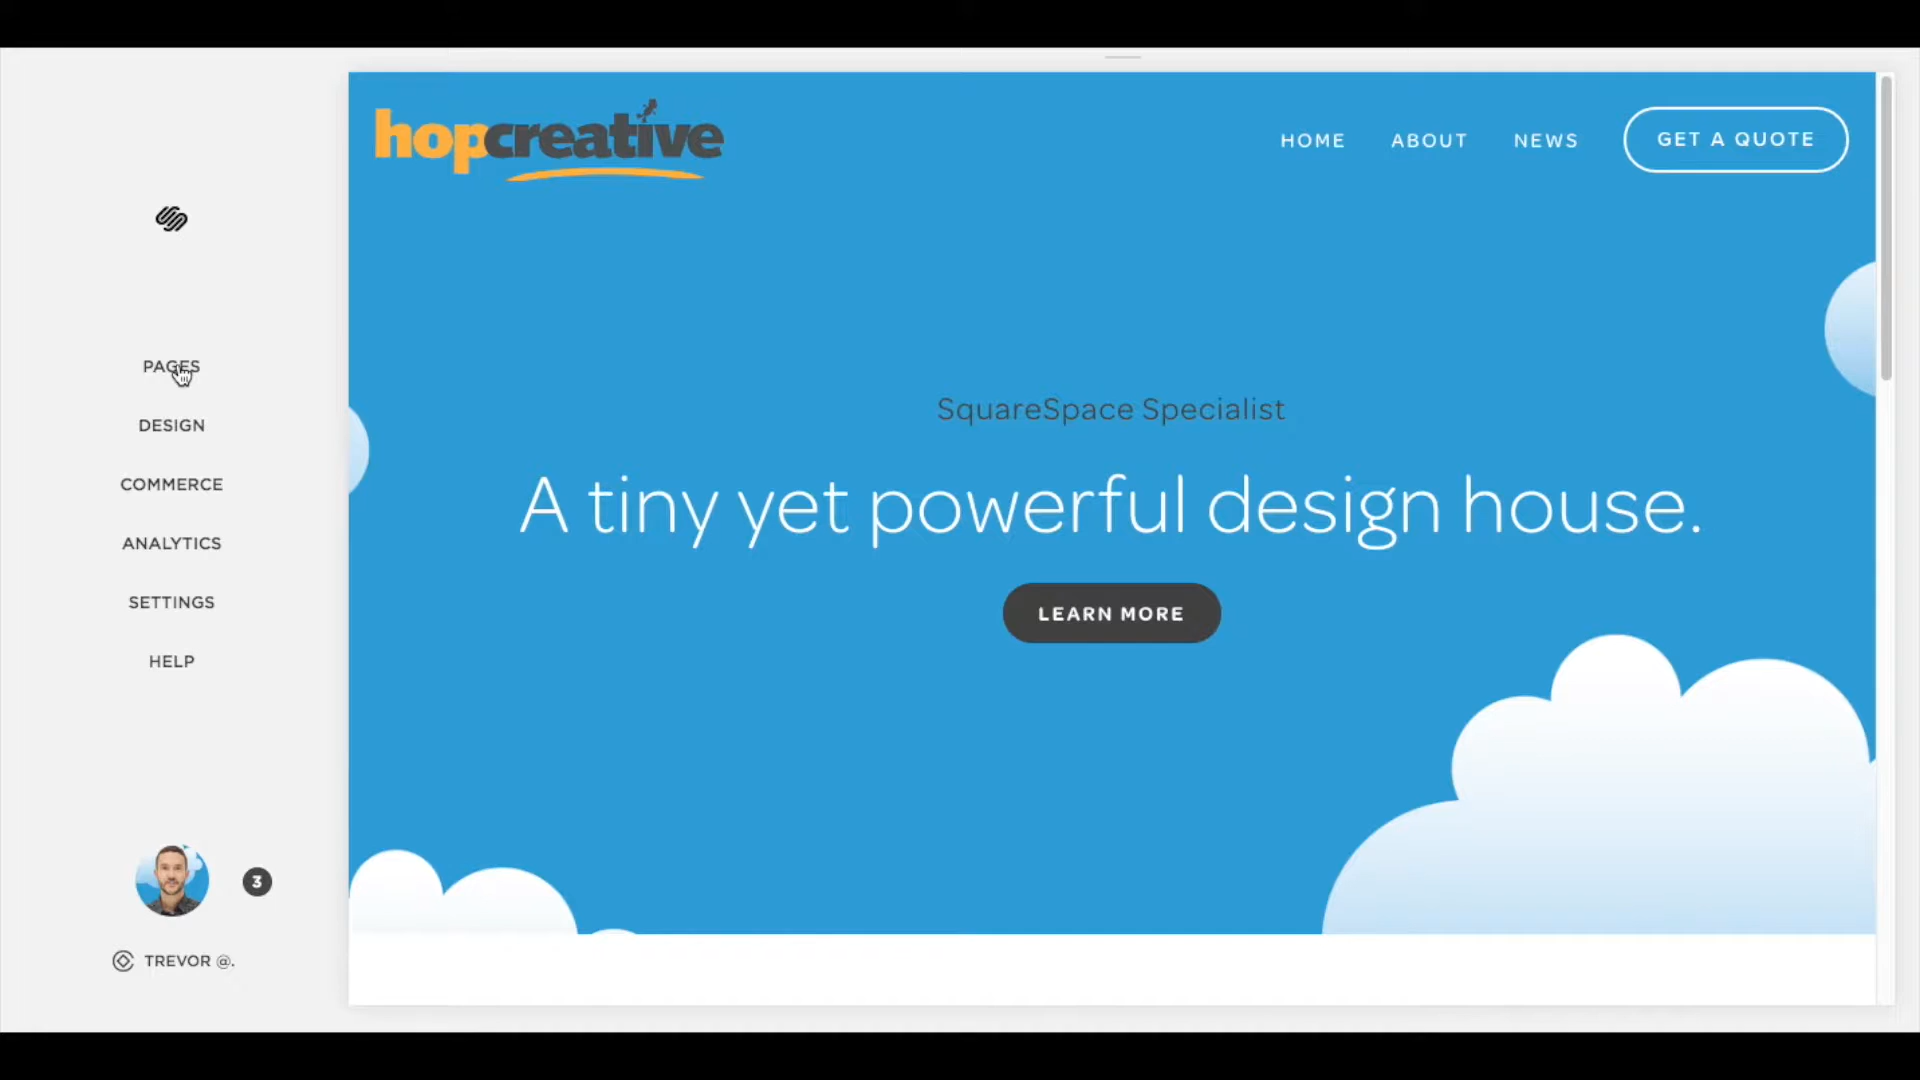 hopcreative
HOME ABOUT NEWS GET A QUOTE
PAGES
DESIGN
COMMERCE
ANALYTICS
SETTINGS
HELP
3
TREVOR @.
SquareSpace Specialist
A tiny yet powerful design house.
LEARN MORE